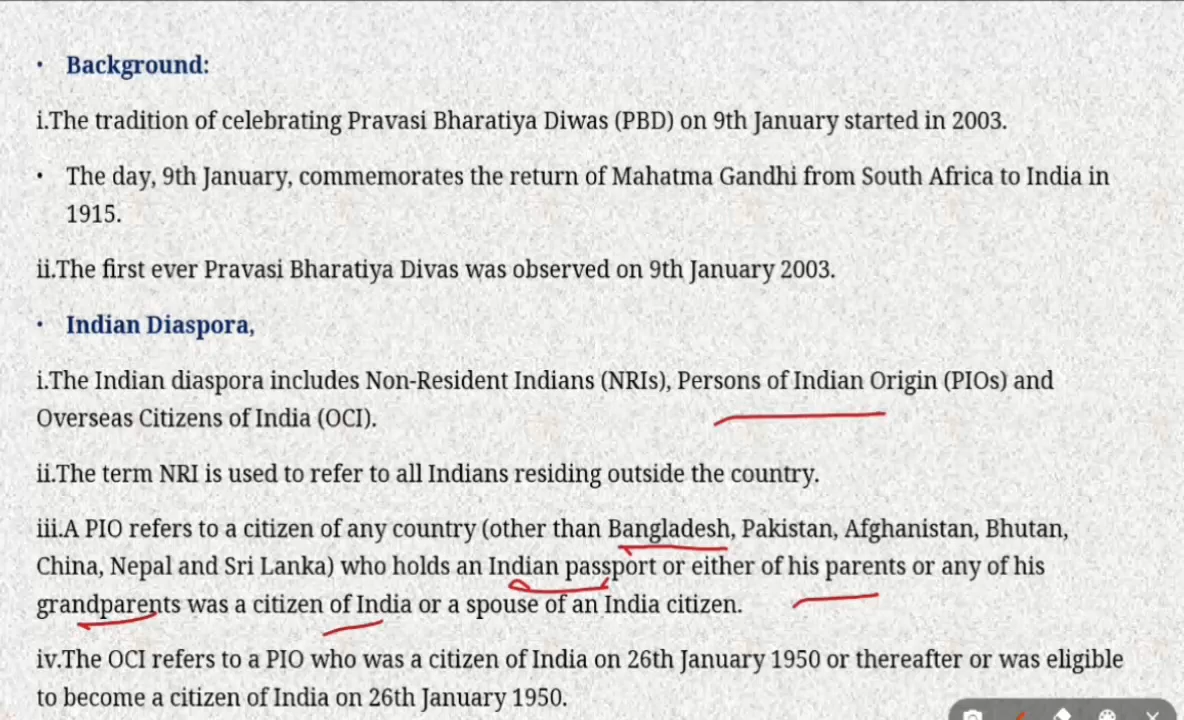 • Background:
i.The tradition of celebrating Pravasi Bharatiya Diwas (PBD) on 9th January started in 2003.
• The day, 9th January, commemorates the return of Mahatma Gandhi from South Africa to India in
1915.
ii.The first ever Pravasi Bharatiya Divas was observed on 9th January 2003.
• Indian Diaspora,
i.The Indian diaspora includes Non-Resident Indians (NRIs), Persons of Indian Origin (PIOs) and
Overseas Citizens of India (OCI).
ii.The term NRI is used to refer to all Indians residing outside the country.
iii.A PIO refers to a citizen of any country (other than Bangladesh, Pakistan, Afghanistan, Bhutan,
China, Nepal and Sri Lanka) who holds an Indian passport or either of his parents or any of his
grandparents was a citizen of India or a spouse of an India citizen.
iv.The OCI refers to a PIO who was a citizen of India on 26th January 1950 or thereafter or was eligible
to become a citizen of India on 26th January 1950.